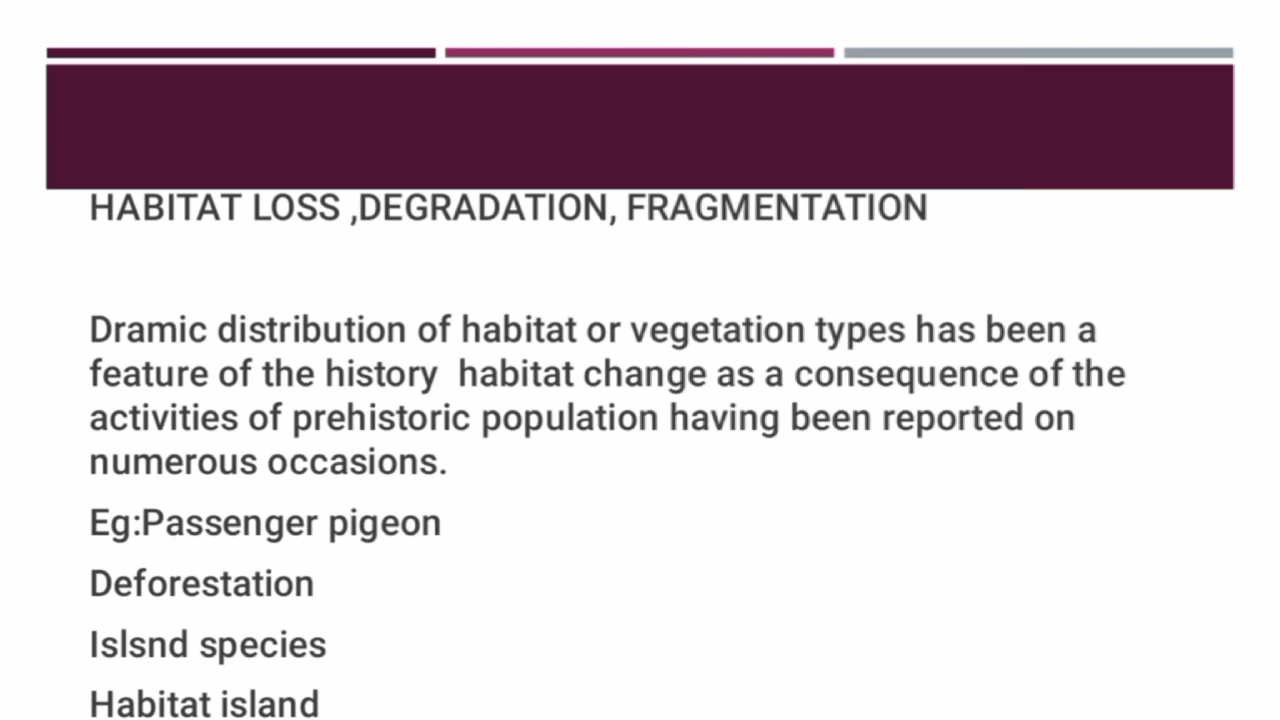 HABITAT LOSS ,DEGRADATION, FRAGMENTATION
Dramic distribution of habitat or vegetation types has been a
feature of the history  habitat change as a consequence of the
activities of prehistoric population having been reported on
numerous occasions.
Eg:Passenger pigeon
Deforestation
Islsnd species
Habitat island